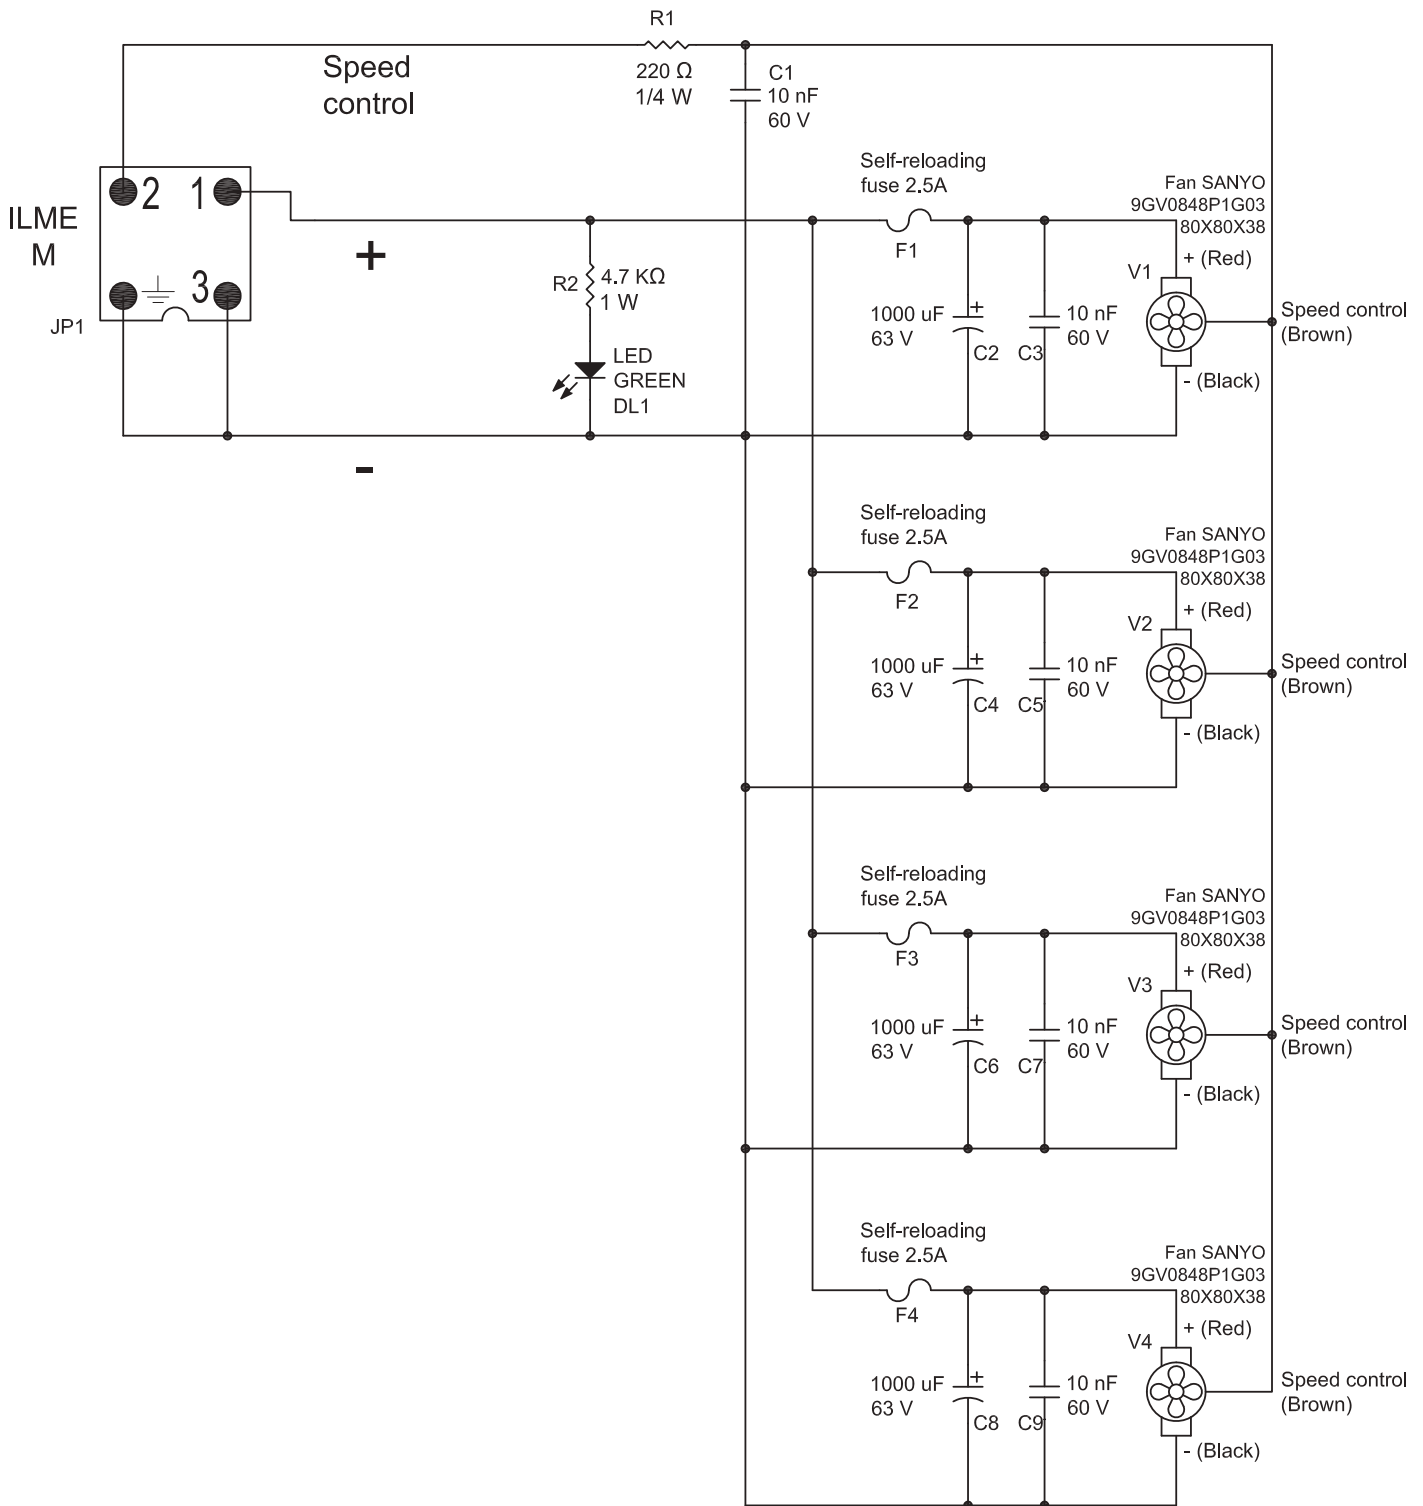 R1
220 Ω
1/4 W
Speed
control
C1
10 nF
60 V
ILME
M
2
1
3
JP1
+
-
R2
4.7 KΩ
1 W
LED
GREEN
DL1
Self-reloading
fuse 2.5A
F1
1000 uF
63 V
+
C2
10 nF
60 V
C3
Fan SANYO
9GV0848P1G03
80X80X38
+ (Red)
V1
- (Black)
Speed control
(Brown)
Self-reloading
fuse 2.5A
F2
1000 uF
63 V
+
C4
10 nF
60 V
C5
Fan SANYO
9GV0848P1G03
80X80X38
+ (Red)
V2
- (Black)
Speed control
(Brown)
Self-reloading
fuse 2.5A
F3
1000 uF
63 V
+
C6
10 nF
60 V
C7
Fan SANYO
9GV0848P1G03
80X80X38
+ (Red)
V3
- (Black)
Speed control
(Brown)
Self-reloading
fuse 2.5A
F4
1000 uF
63 V
+
C8
10 nF
60 V
C9
Fan SANYO
9GV0848P1G03
80X80X38
+ (Red)
V4
- (Black)
Speed control
(Brown)